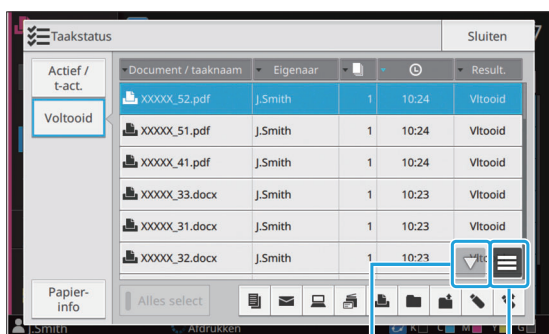 Taakstatus
Sluiten
Actief /
t-act.
Voltooid
Document / taaknaam Eigenaar Result.
XXXXX_52.pdf J.Smith 1 10:24 Vltooid
XXXXX_51.pdf J.Smith 1 10:24 Vltooid
XXXXX_41.pdf J.Smith 1 10:24 Vltooid
XXXXX_33.docx J.Smith 1 10:23 Vltooid
XXXXX_31.docx J.Smith 1 10:23 Vltooid
XXXXX_32.docx J.Smith 1 10:23
Papier-
info
Alles select
J.Smith Afdrukken K C M Y G